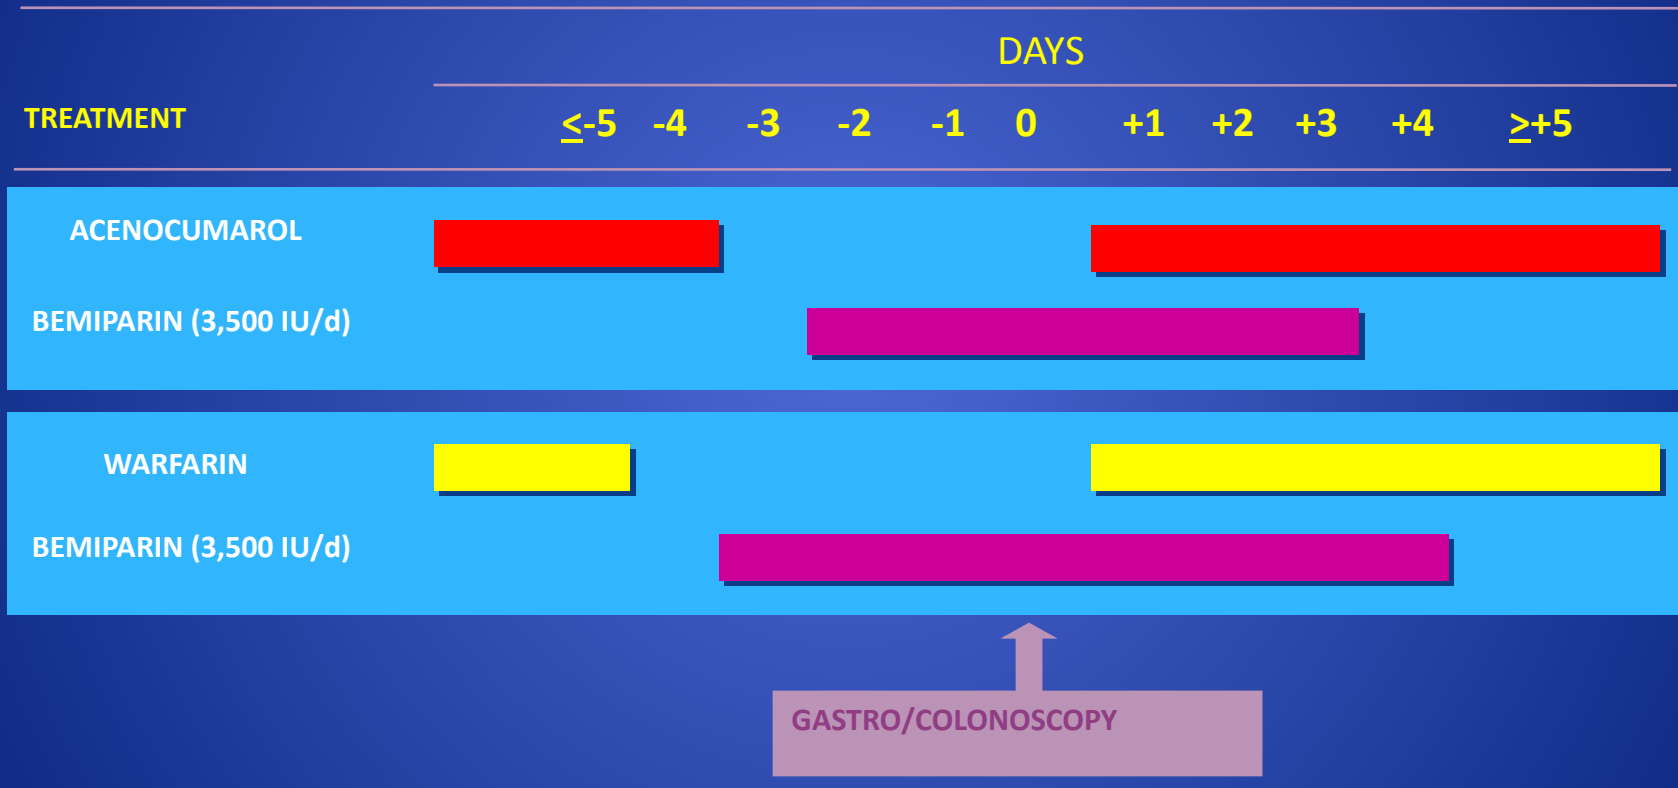 DAYS
TREATMENT ≤-5 -4 -3 -2 -1 0 +1 +2 +3 +4 ≥+5
ACENOCUMAROL
BEMIPARIN (3,500 IU/d)
WARFARIN
BEMIPARIN (3,500 IU/d)
GASTRO/COLONOSCOPY